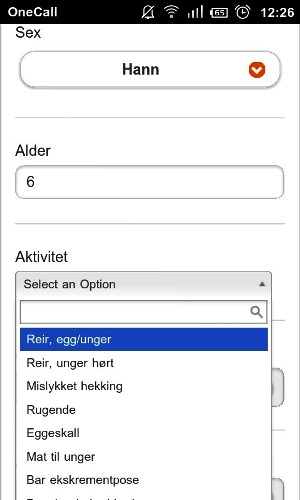 OneCall 65 12:26
Sex
Hann
Alder
6
Aktivitet
Select an Option
Reir, egg/unger
Reir, unger hørt
Mislykket hekking
Rugende
Eggeskall
Mat til unger
Bar ekskrementpose